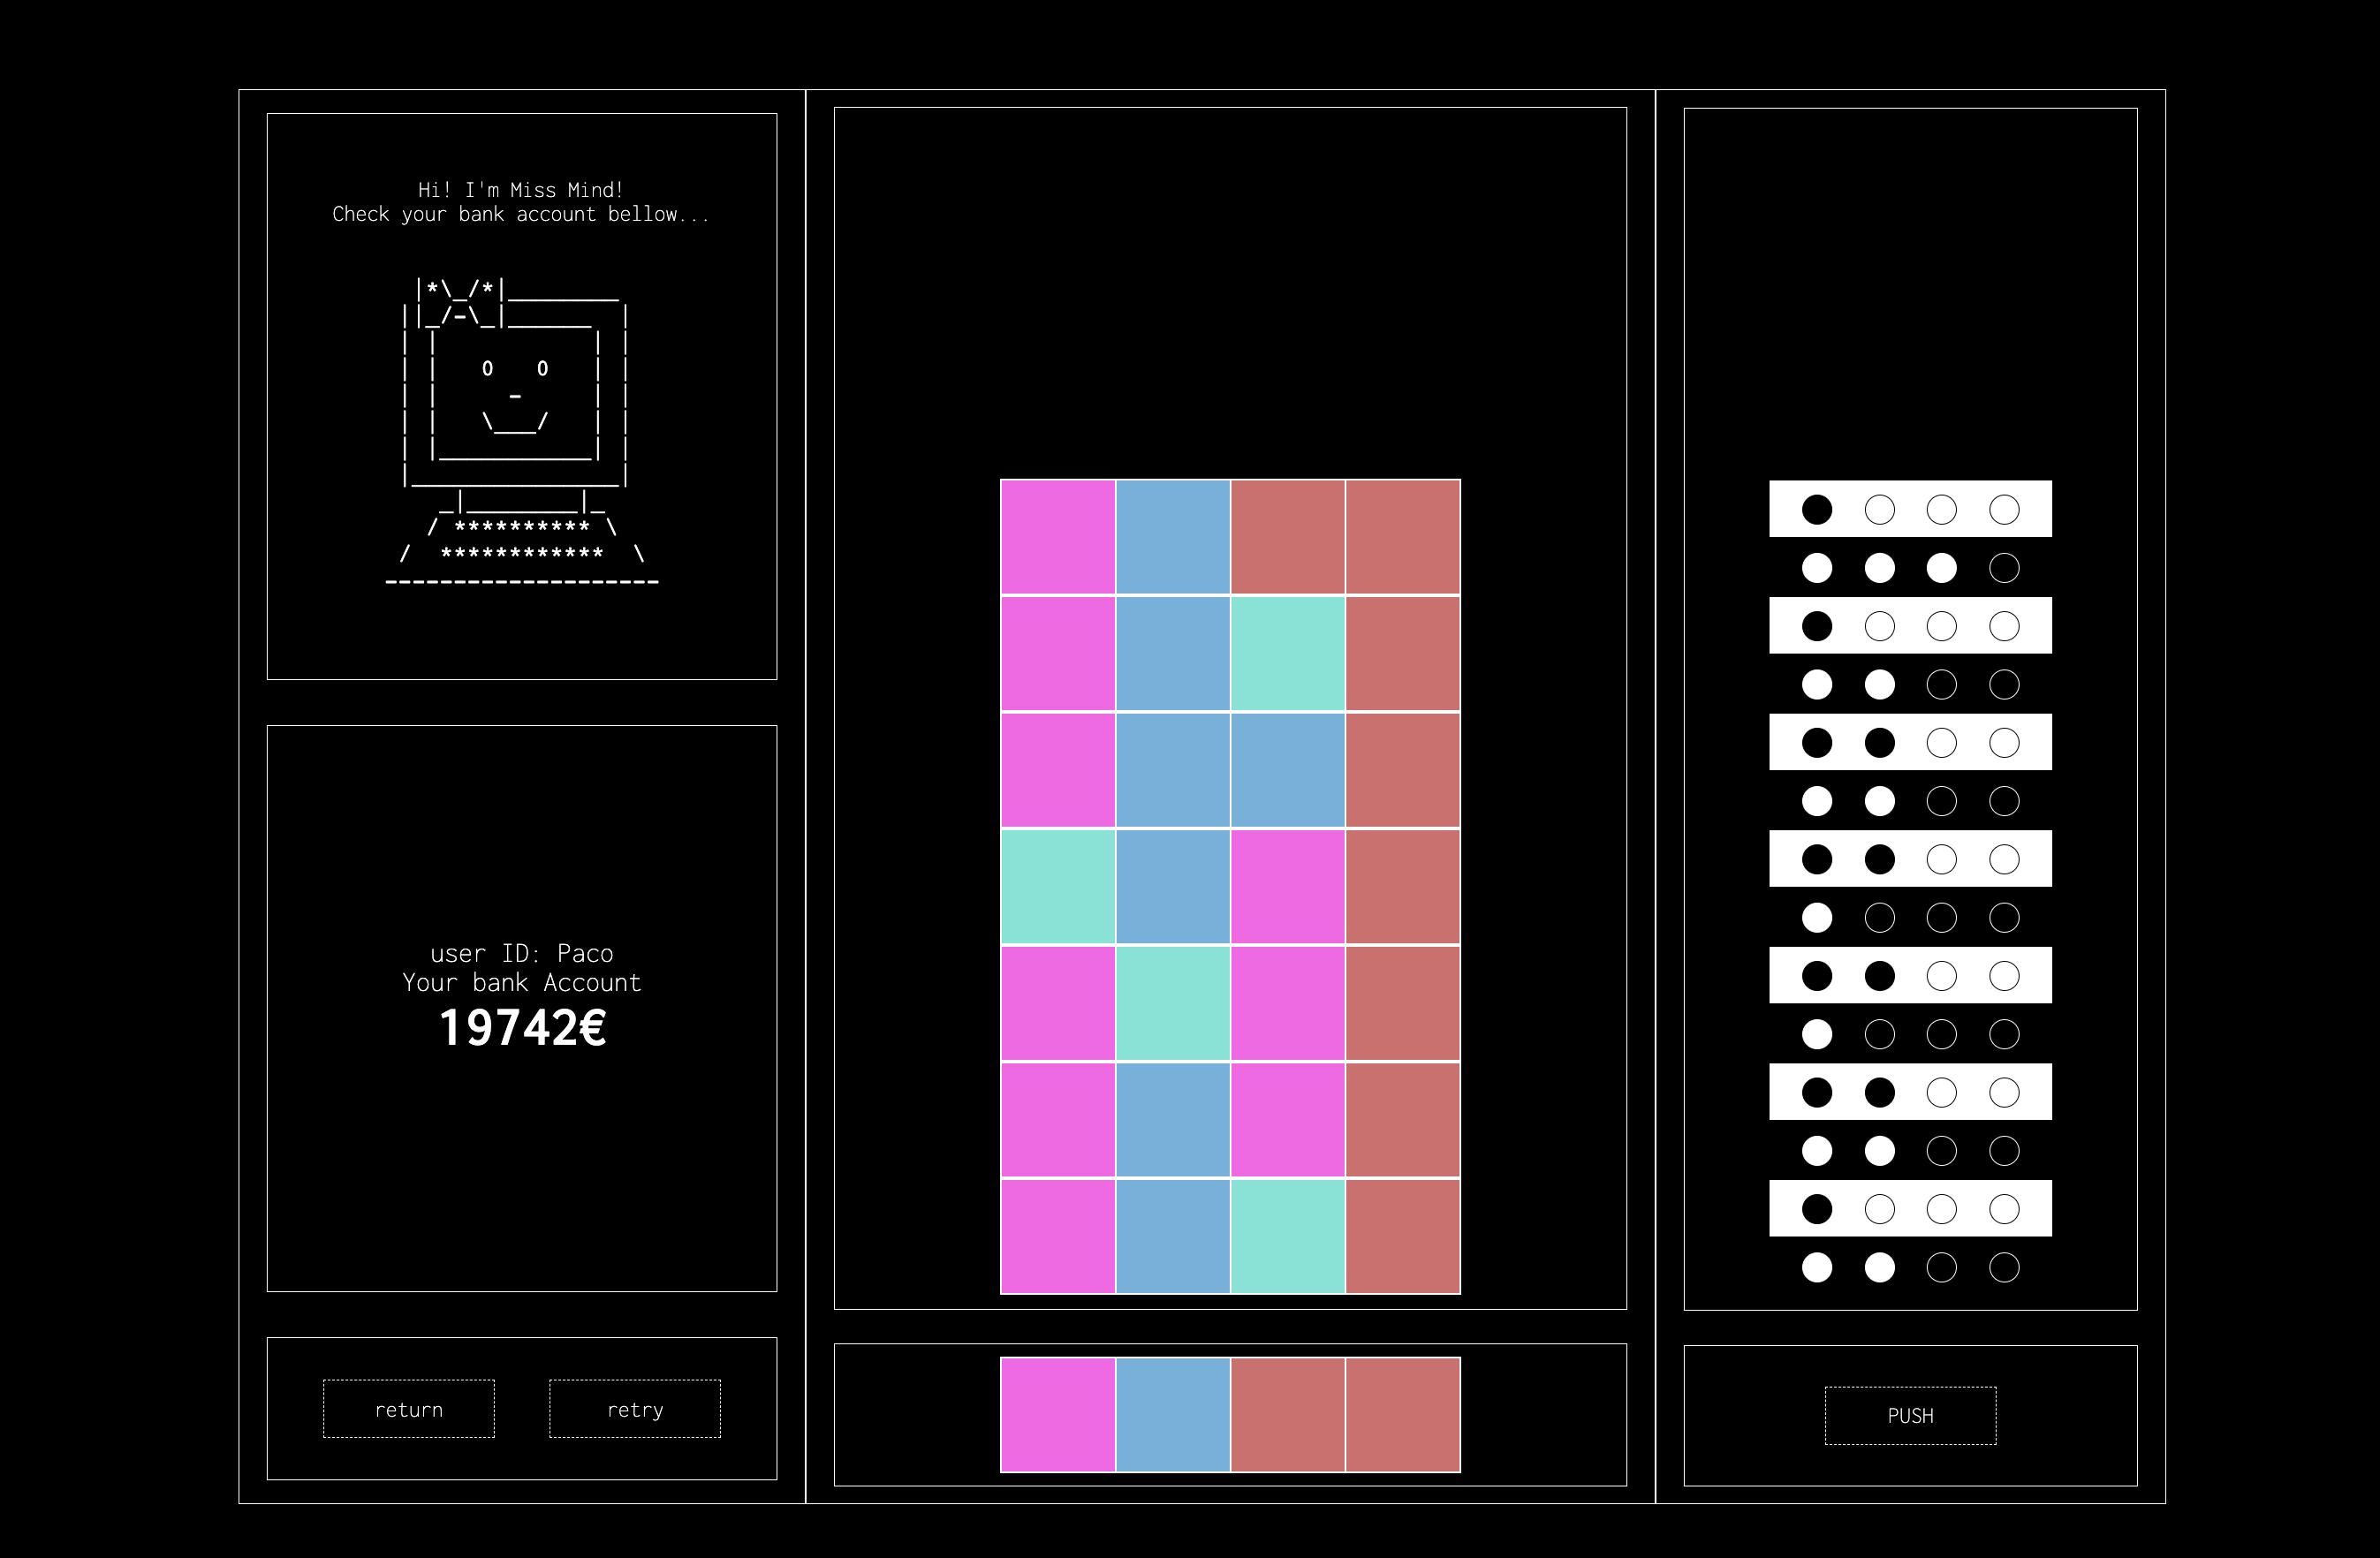 Hi! I'm Miss Mind!
Check your bank account bellow...
user ID: Paco
Your bank Account
19742€
return
retry
PUSH